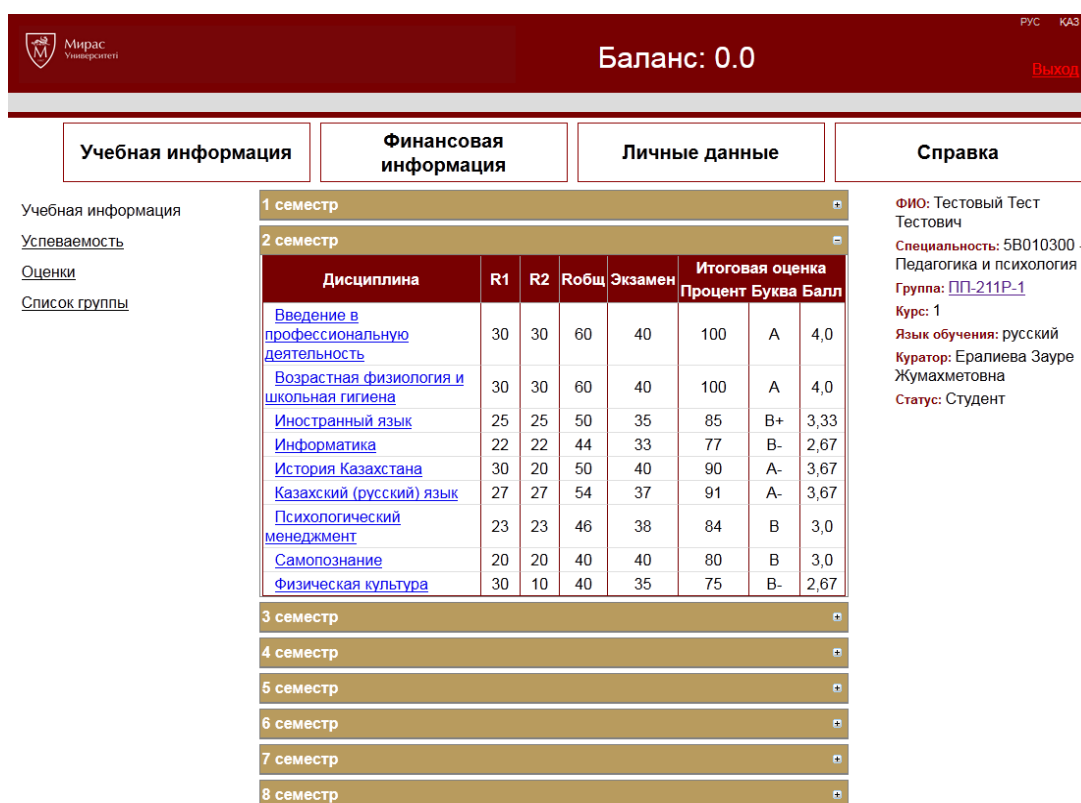 РУС ҚАЗ
Мирас
Университеті
Баланс: 0.0
Выход
Учебная информация
Финансовая
информация
Личные данные
Справка
Учебная информация
Успеваемость
Оценки
Список группы
1 семестр
2 семестр
Дисциплина R1 R2 Rобщ Экзамен Итоговая оценка
Процент Буква Балл
Введение в
профессиональную
деятельность
30 30 60 40 100 A 4,0
Возрастная физиология и
школьная гигиена
30 30 60 40 100 A 4,0
Иностранный язык 25 25 50 35 85 B+ 3,33
Информатика 22 22 44 33 77 B- 2,67
История Казахстана 30 20 50 40 90 A- 3,67
Казахский (русский) язык 27 27 54 37 91 A- 3,67
Психологический
менеджмент
23 23 46 38 84 B 3,0
Самопознание 20 20 40 40 80 B 3,0
Физическая культура 30 10 40 35 75 B- 2,67
3 семестр
4 семестр
5 семестр
6 семестр
7 семестр
8 семестр
ФИО: Тестовый Тест
Тестович
Специальность: 5B010300 -
Педагогика и психология
Группа: ПП-211Р-1
Курс: 1
Язык обучения: русский
Куратор: Ералиева Зауре
Жумахметовна
Статус: Студент